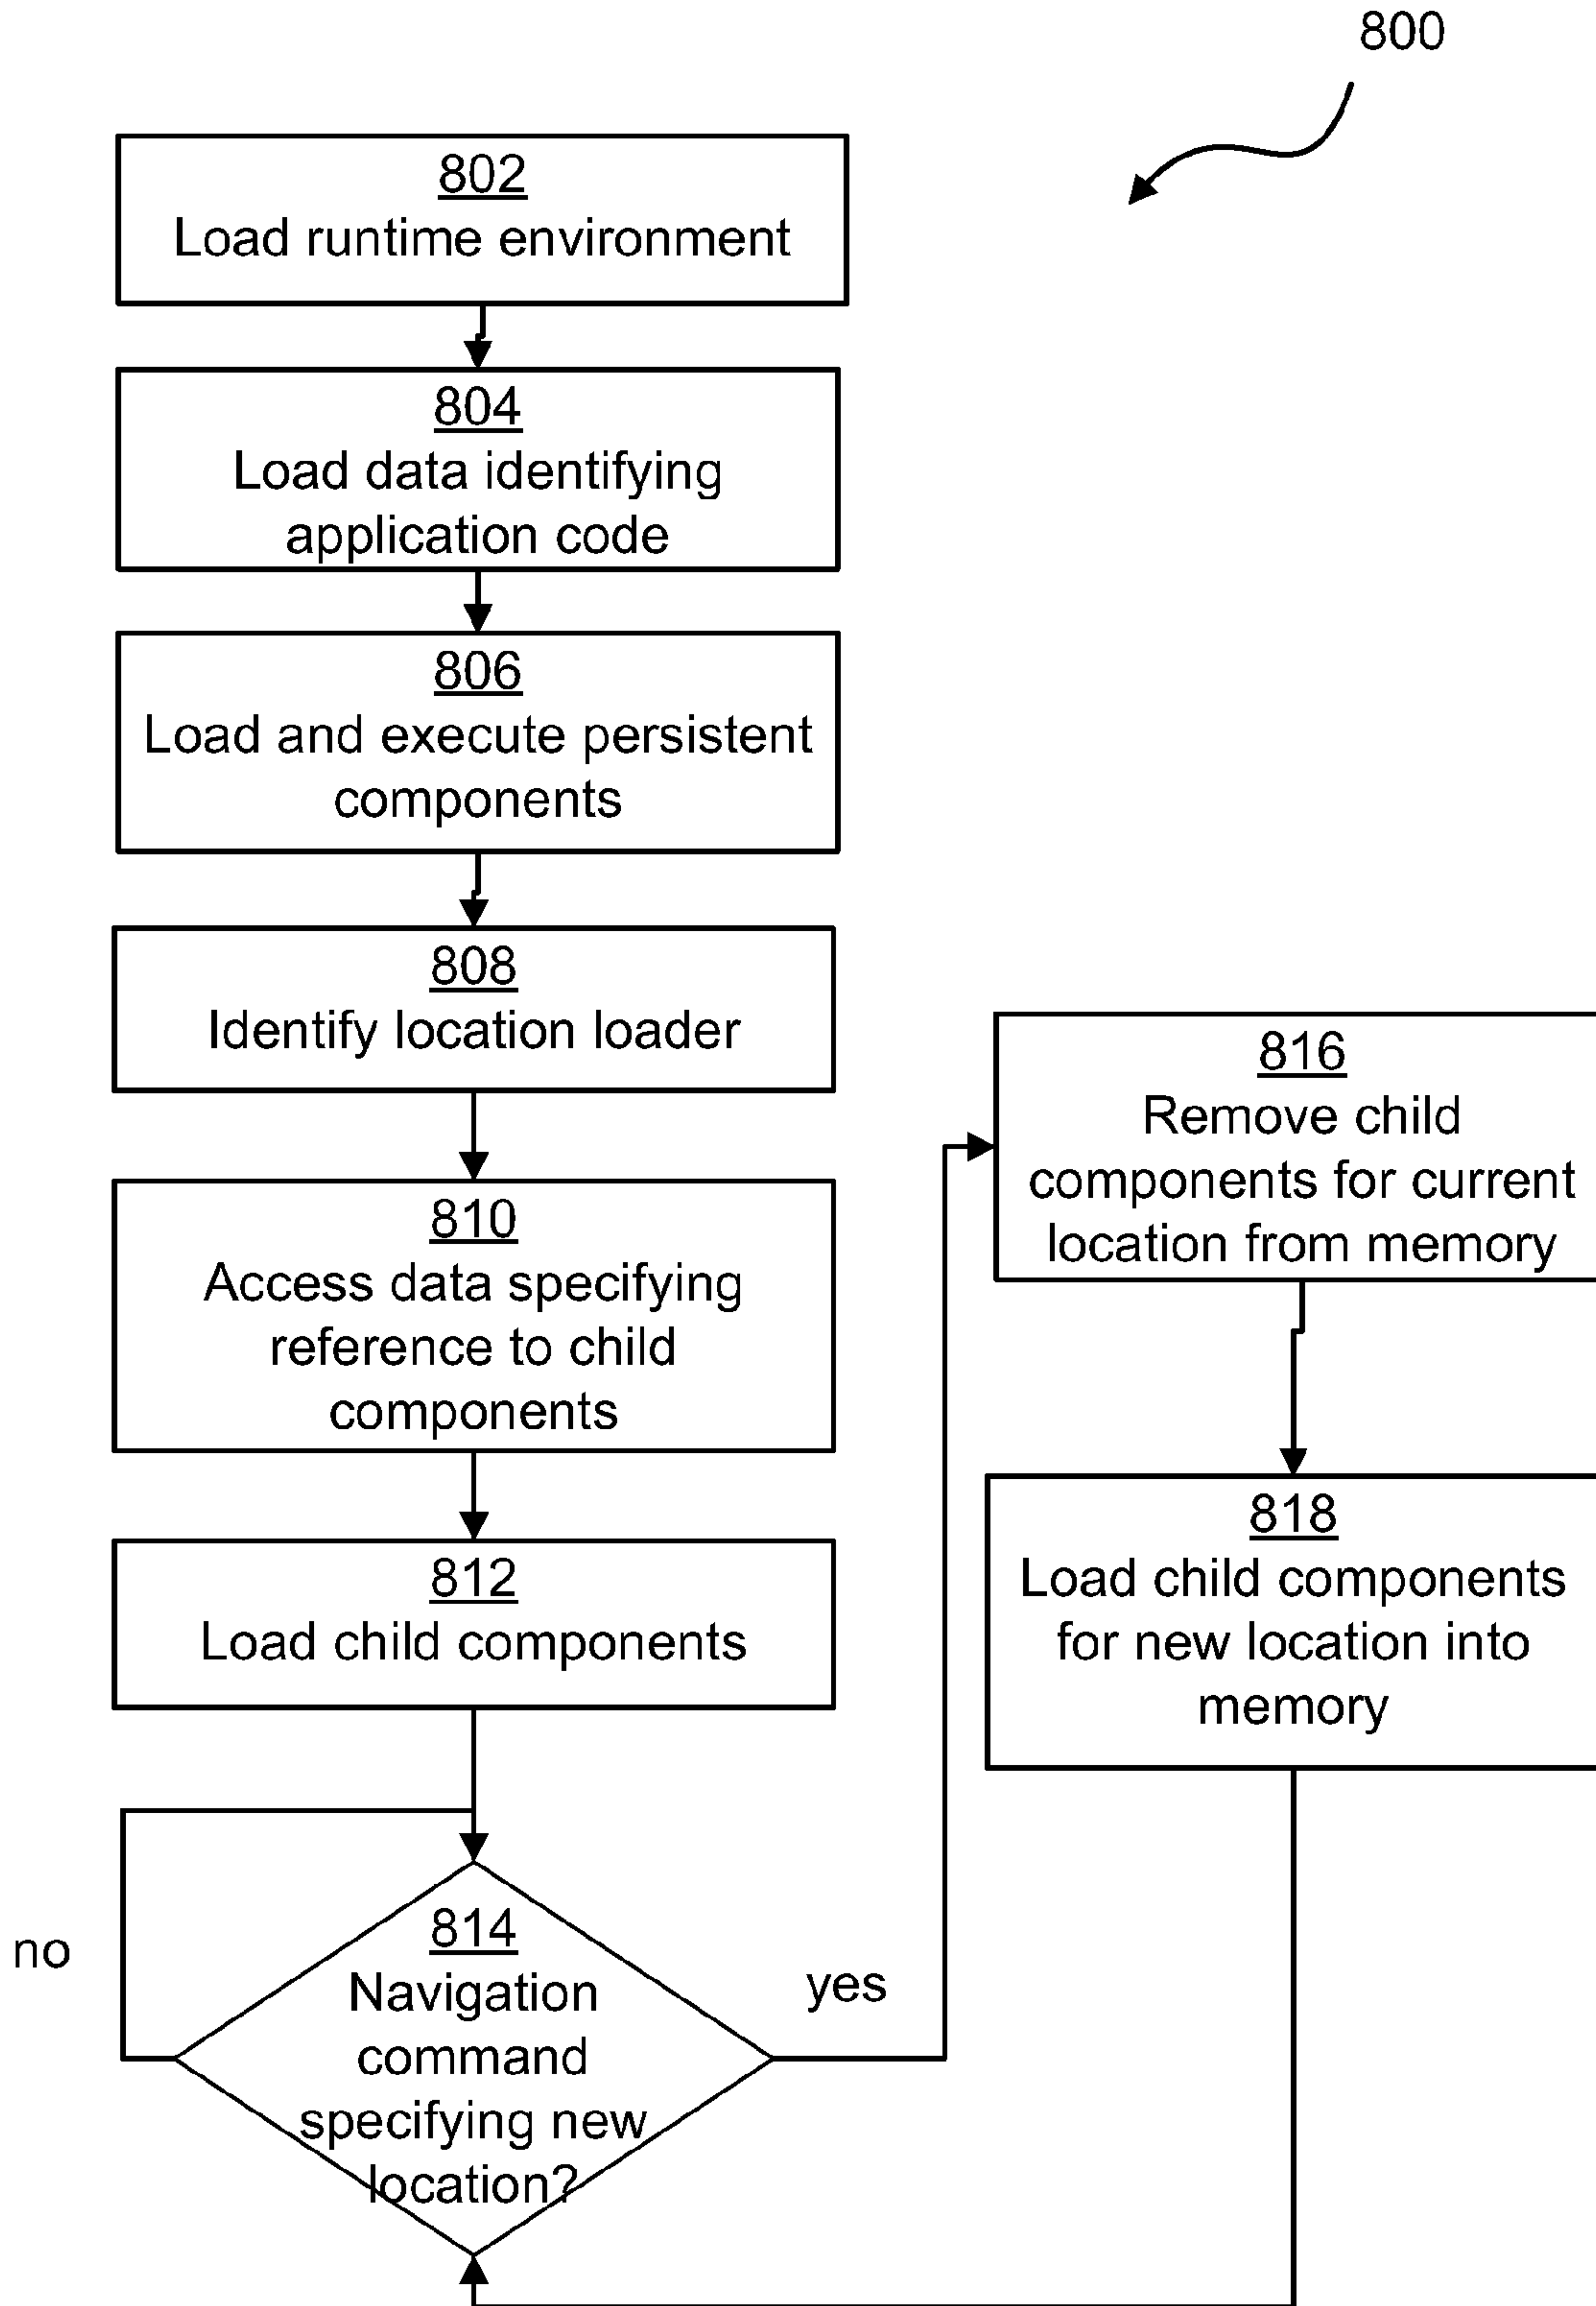 800
802
Load runtime environment
804
Load data identifying
application code
806
Load and execute persistent
components
808
Identify location loader
810
Access data specifying
reference to child
components
812
Load child components
814
Navigation
command
specifying new
location?
no
yes
816
Remove child
components for current
location from memory
818
Load child components
for new location into
memory